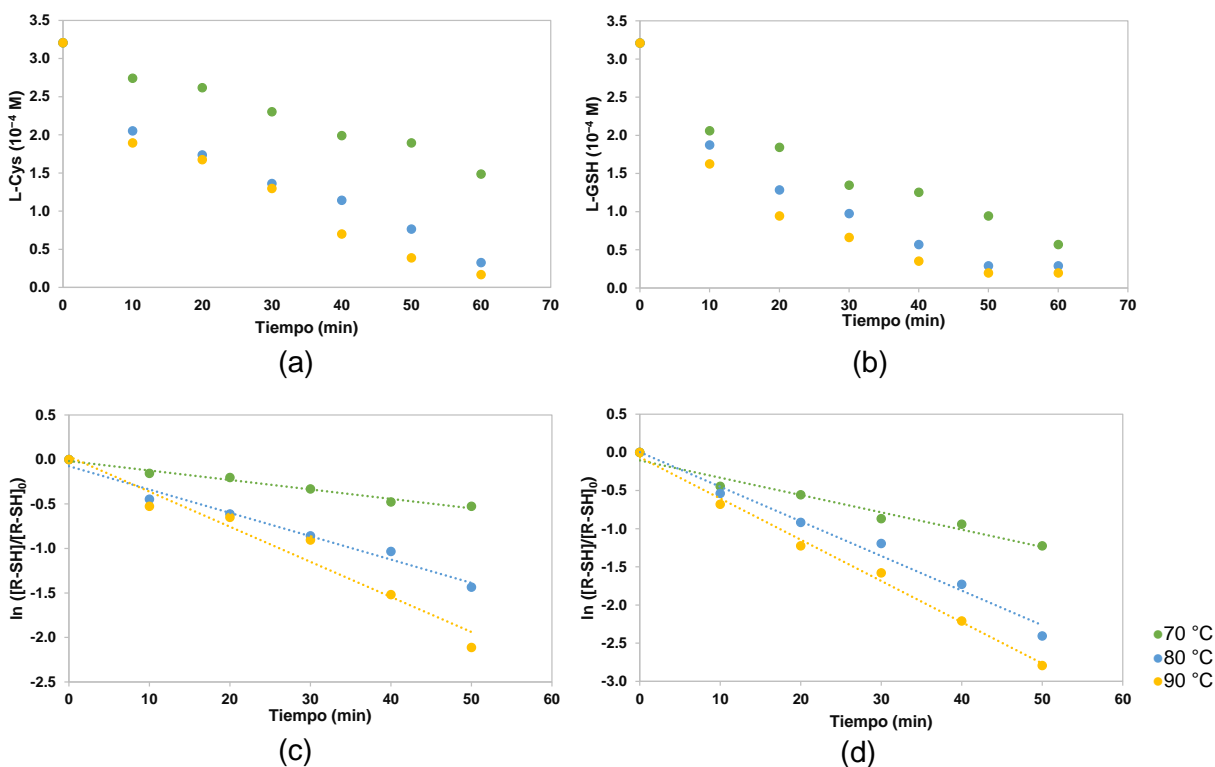 3.5
3.0
2.5
2.0
1.5
1.0
0.5
0.0
L-Cys (10⁻⁴ M)
0 10 20 30 40 50 60 70
Tiempo (min)
(a)
3.5
3.0
2.5
2.0
1.5
1.0
0.5
0.0
L-GSH (10⁻⁴ M)
0 10 20 30 40 50 60 70
Tiempo (min)
(b)
0.5
0.0
-0.5
-1.0
-1.5
-2.0
-2.5
ln ([R-SH]/[R-SH]₀)
0 10 20 30 40 50 60
Tiempo (min)
(c)
0.5
0.0
-0.5
-1.0
-1.5
-2.0
-2.5
-3.0
ln ([R-SH]/[R-SH]₀)
0 10 20 30 40 50 60
Tiempo (min)
(d)
70 °C
80 °C
90 °C